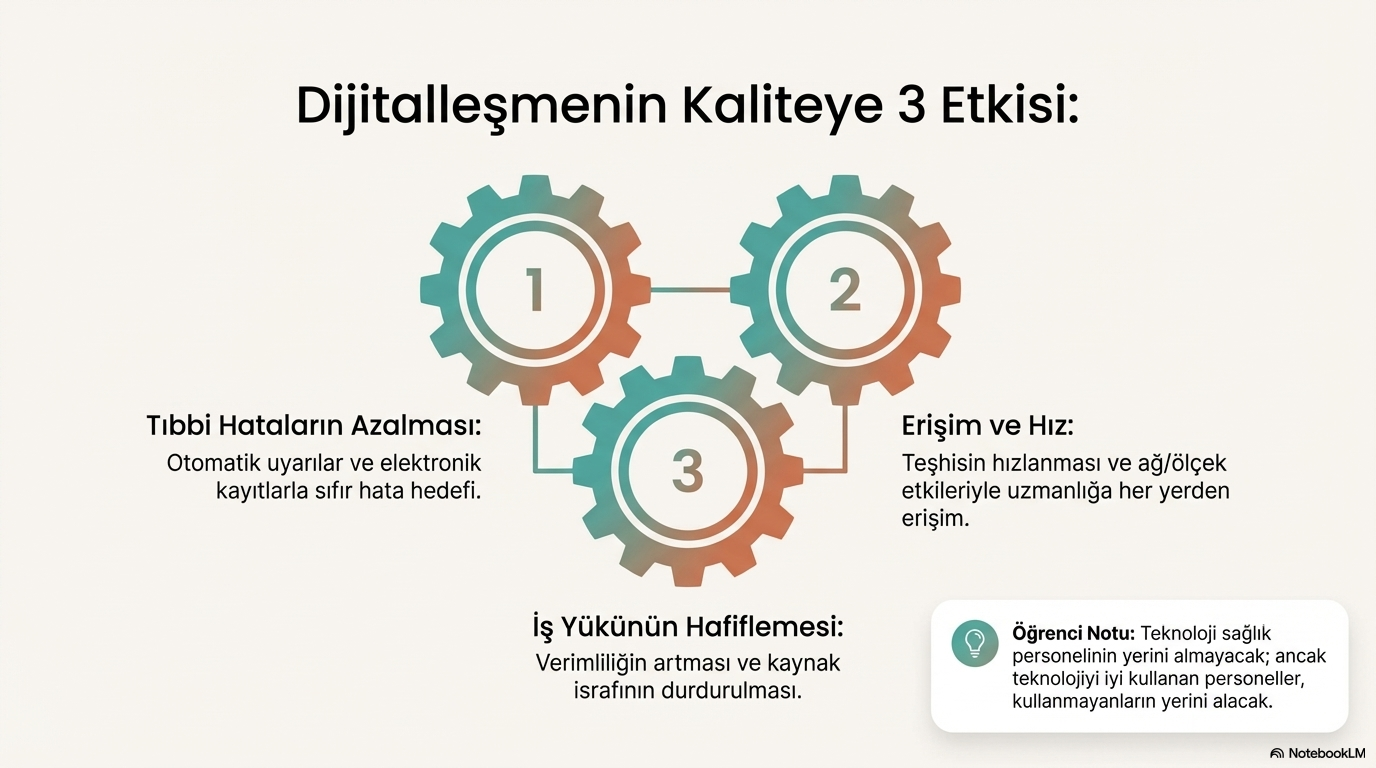 Dijitalleşmenin Kaliteye 3 Etkisi:
1
2
3
Tıbbi Hataların Azalması:
Otomatik uyarılar ve elektronik
kayıtlarla sıfır hata hedefi.
Erişim ve Hız:
Teşhisin hızlanması ve ağ/ölçek
etkileriyle uzmanlığa her yerden
erişim.
İş Yükünün Hafiflemesi:
Verimliliğin artması ve kaynak
israfının durdurulması.
Öğrenci Notu: Teknoloji sağlık
personelinin yerini almayacak; ancak
teknolojiyi iyi kullanan personeller,
kullanmayanların yerini alacak.
NotebookLM